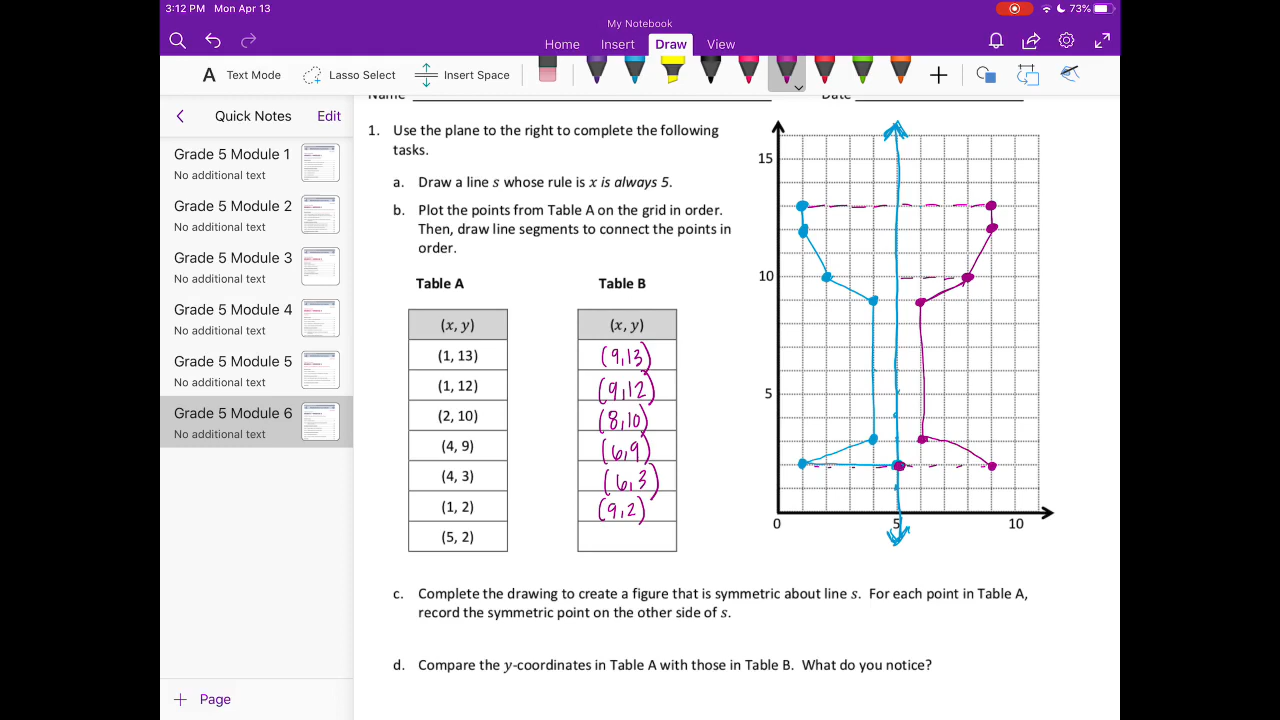 3:12 PM Mon Apr 13
73%
My Notebook
Home Insert Draw View
Text Mode Lasso Select Insert Space
Quick Notes Edit
Grade 5 Module 1
No additional text
Grade 5 Module 2
No additional text
Grade 5 Module 3
No additional text
Grade 5 Module 4
No additional text
Grade 5 Module 5
No additional text
Grade 5 Module 6
No additional text
Page
Name Date
1. Use the plane to the right to complete the following
tasks.
a. Draw a line s whose rule is x is always 5.
b. Plot the points from Table A on the grid in order.
Then, draw line segments to connect the points in
order.
Table A Table B
(x, y) (x, y)
(1, 13) (9,13)
(1, 12) (9,12)
(2, 10) (8,10)
(4, 9) (6,9)
(4, 3) (6,3)
(1, 2) (9,2)
(5, 2)
15
10
5
0 5 10
c. Complete the drawing to create a figure that is symmetric about line s. For each point in Table A,
record the symmetric point on the other side of s.
d. Compare the y-coordinates in Table A with those in Table B. What do you notice?